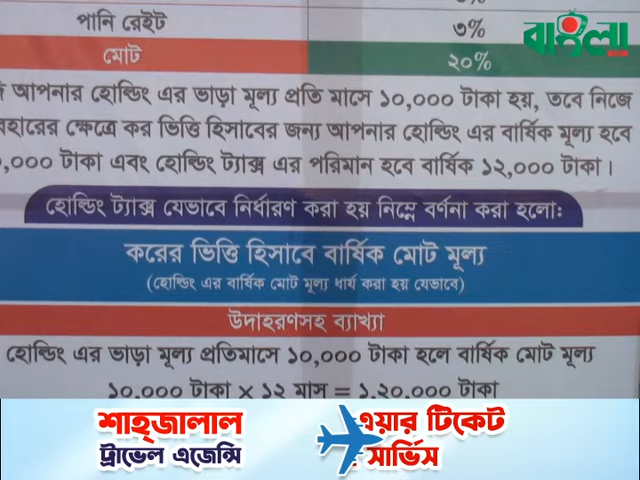 পানি রেইট ৩%
বাংলা
মোট ২০%
আপনার হোল্ডিং এর ভাড়া মূল্য প্রতি মাসে ১০,০০০ টাকা হয়, তবে নিজে
ক্ষেত্রে কর ভিত্তি হিসাবের জন্য আপনার হোল্ডিং এর বার্ষিক মূল্য হবে
,০০০ টাকা এবং হোল্ডিং ট্যাক্স এর পরিমান হবে বার্ষিক ১২,০০০ টাকা।
হোল্ডিং ট্যাক্স যেভাবে নির্ধারণ করা হয় নিম্নে বর্ণনা করা হলো:
করের ভিত্তি হিসাবে বার্ষিক মোট মূল্য
(হোল্ডিং এর বার্ষিক মোট মূল্য ধার্য করা হয় যেভাবে)
উদাহরণসহ ব্যাখ্যা
হোল্ডিং এর ভাড়া মূল্য প্রতিমাসে ১০,০০০ টাকা হলে বার্ষিক মোট মূল্য
১০,০০০ টাকা × ১২ মাস = ১,২০,০০০ টাকা
শাহ্জালাল এয়ার টিকেট
ট্রাভেল এজেন্সি সার্ভিস